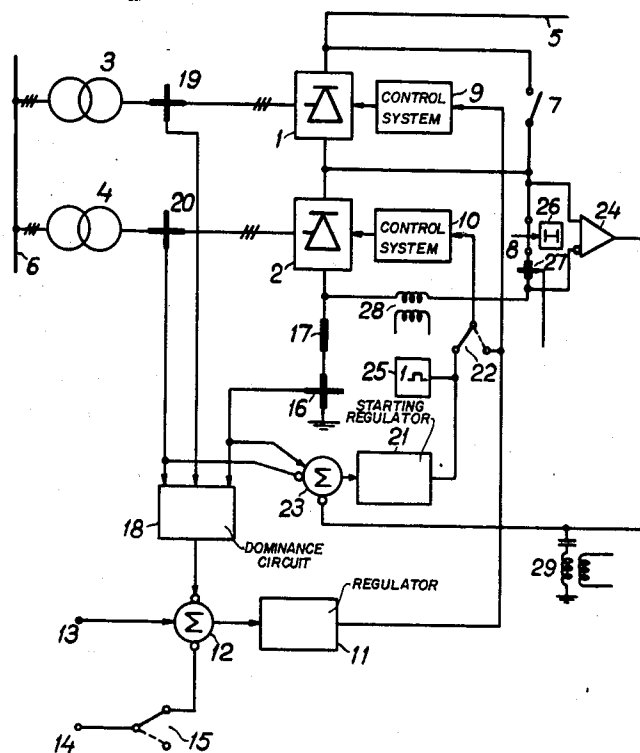 5
3
19
CONTROL
SYSTEM
9
7
1
4
20
CONTROL
SYSTEM
10
26
24
6
2
8
27
28
17
25
22
16
STARTING
REGULATOR
21
Σ
23
18
DOMINANCE
CIRCUIT
29
REGULATOR
13
Σ
12
11
14
15